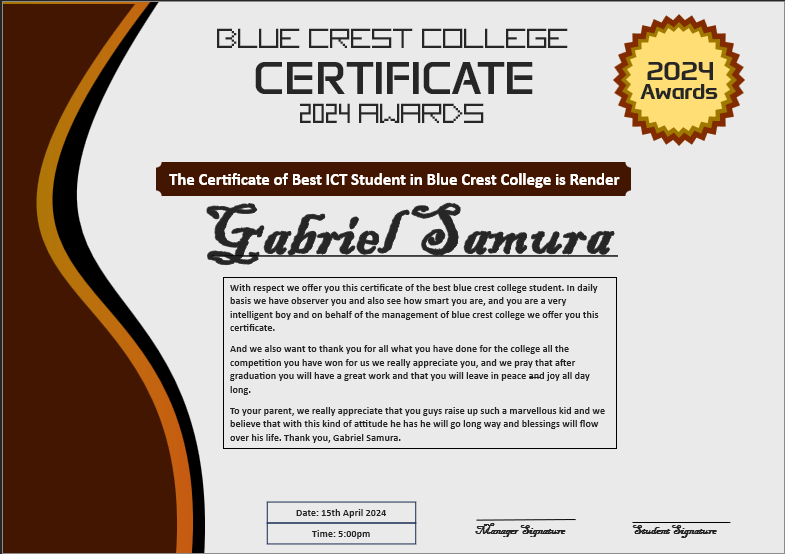 BLUE CREST COLLEGE
CERTIFICATE
2024 AWARDS
2024
Awards
The Certificate of Best ICT Student in Blue Crest College is Render
Gabriel Samura
With respect we offer you this certificate of the best blue crest college student. In daily
basis we have observer you and also see how smart you are, and you are a very
intelligent boy and on behalf of the management of blue crest college we offer you this
certificate.
And we also want to thank you for all what you have done for the college all the
competition you have won for us we really appreciate you, and we pray that after
graduation you will have a great work and that you will leave in peace and joy all day
long.
To your parent, we really appreciate that you guys raise up such a marvellous kid and we
believe that with this kind of attitude he has he will go long way and blessings will flow
over his life. Thank you, Gabriel Samura.
Date: 15th April 2024
Time: 5:00pm
Manager Signature
Student Signature